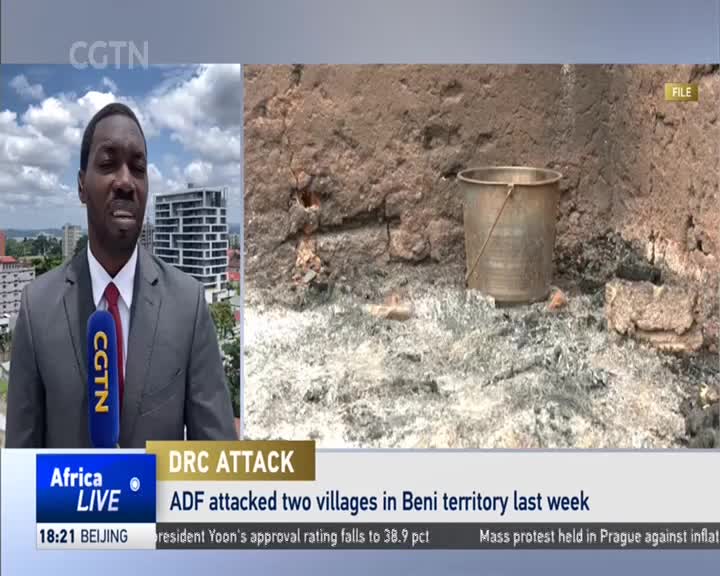 CGTN
FILE
CGTN
DRC ATTACK
Africa
LIVE
ADF attacked two villages in Beni territory last week
18:21 BEIJING
resident Yoon's approval rating falls to 38.9 pct
Mass protest held in Prague against inflat